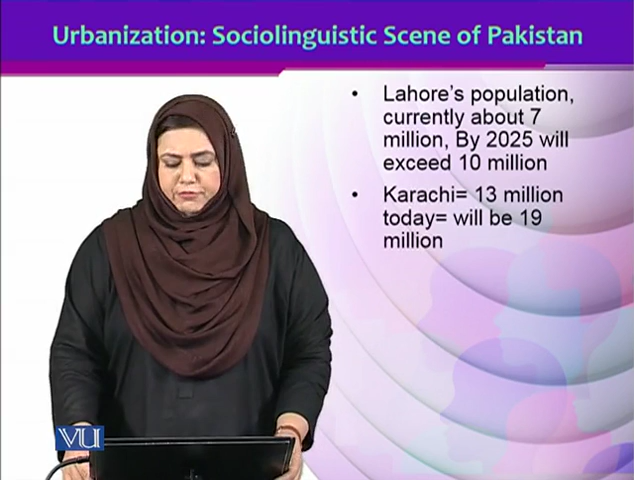 Urbanization: Sociolinguistic Scene of Pakistan
• Lahore's population,
currently about 7
million, By 2025 will
exceed 10 million
• Karachi= 13 million
today= will be 19
million
VU